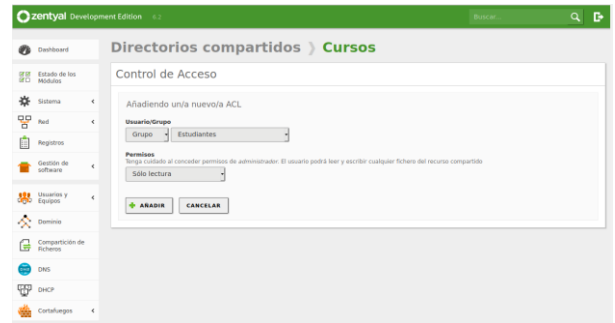 zentyal Development Edition 6.2
Buscar...
Dashboard
Estado de los
Módulos
Sistema
Red
Registros
Gestión de
software
Usuarios y
Equipos
Dominio
Compartición de
Ficheros
DNS
DHCP
Cortafuegos
Directorios compartidos ⟩ Cursos
Control de Acceso
Añadiendo un/a nuevo/a ACL
Usuario/Grupo
Grupo Estudiantes
Permisos
Tenga cuidado al conceder permisos de administrador. El usuario podrá leer y escribir cualquier fichero del recurso compartido
Sólo lectura
AÑADIR CANCELAR